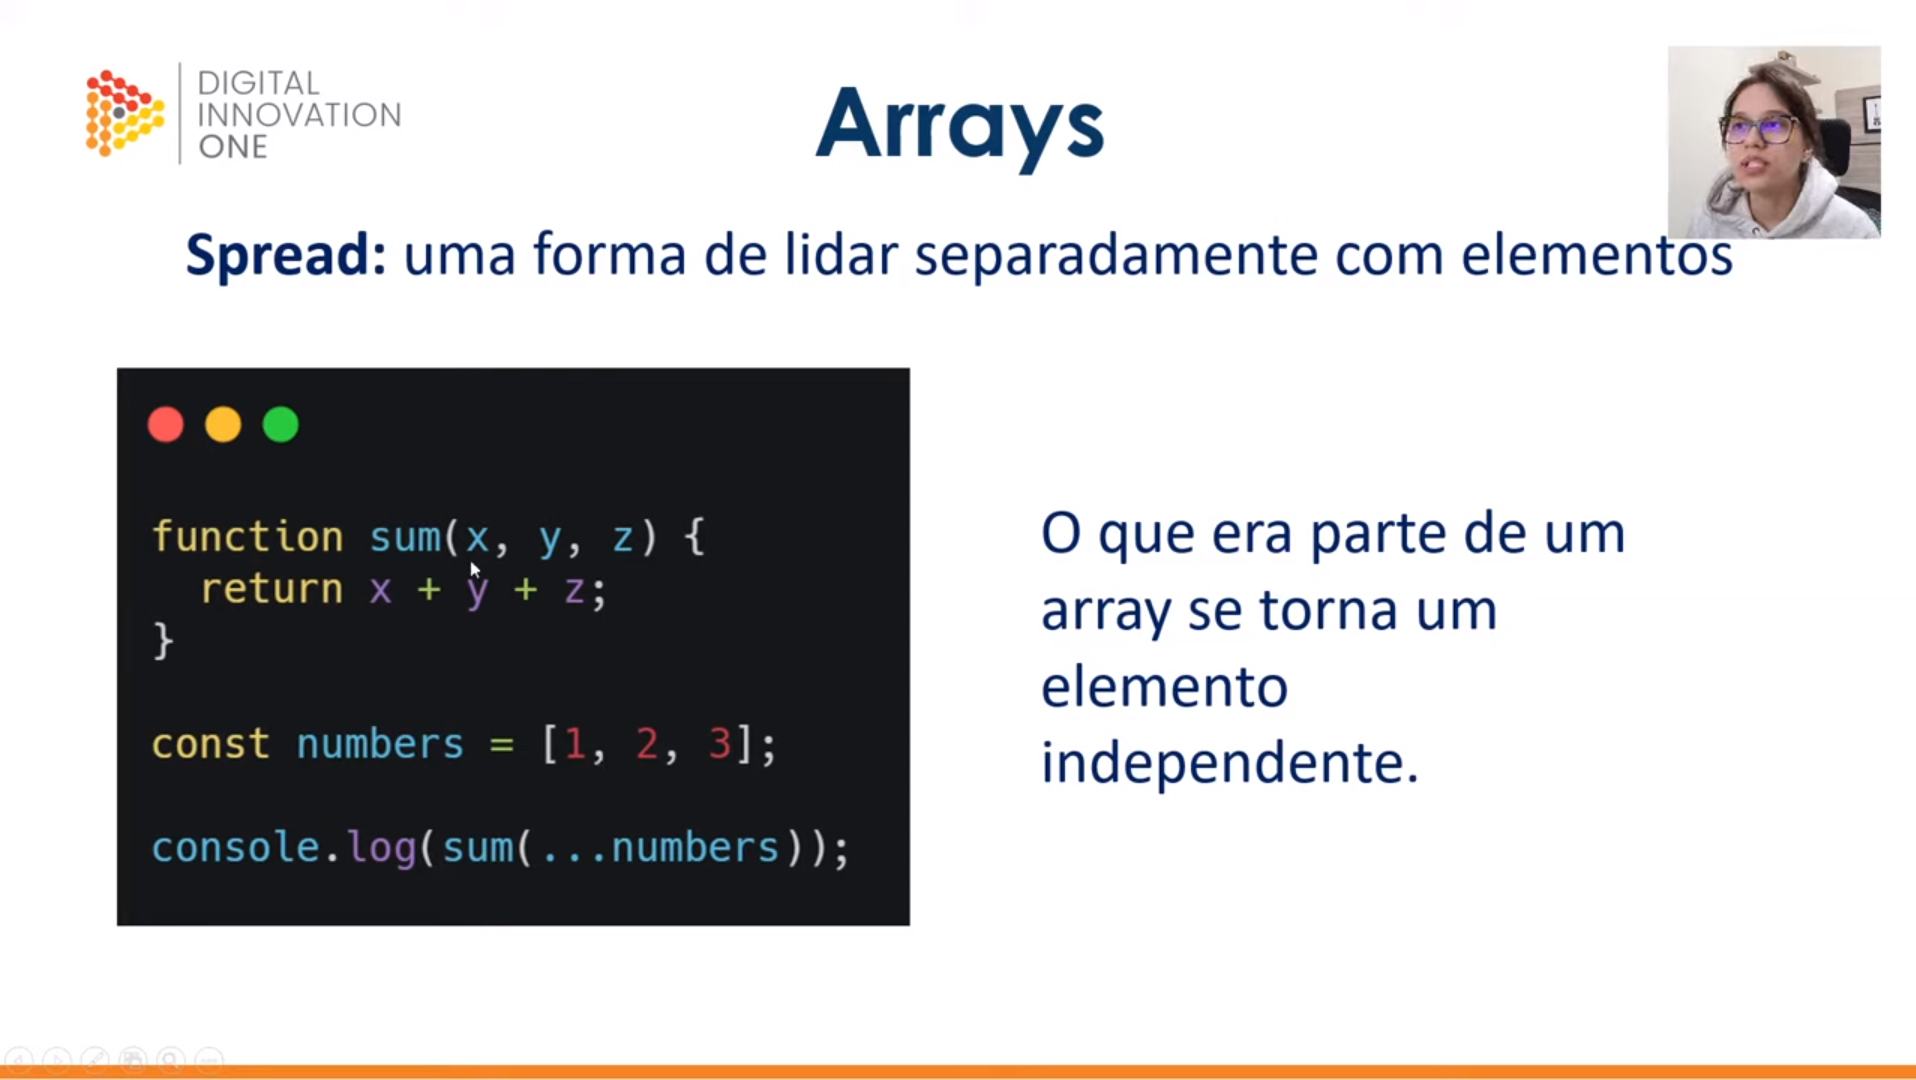 DIGITAL
INNOVATION
ONE
Arrays
Spread: uma forma de lidar separadamente com elementos
function sum(x, y, z) {
  return x + y + z;
}
const numbers = [1, 2, 3];
console.log(sum(...numbers));
O que era parte de um
array se torna um
elemento
independente.